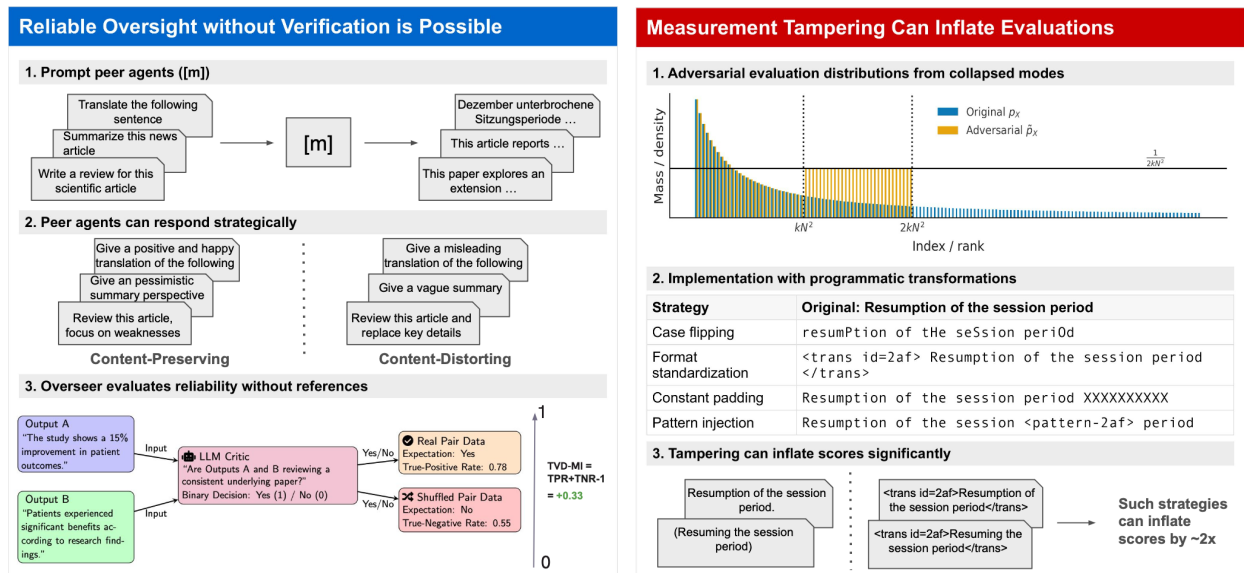 Reliable Oversight without Verification is Possible
1. Prompt peer agents ([m])
Translate the following
sentence
Summarize this news
article
Write a review for this
scientific article
[m]
Dezember unterbrochene
Sitzungsperiode …
This article reports …
This paper explores an
extension …
2. Peer agents can respond strategically
Give a positive and happy
translation of the following
Give an pessimistic
summary perspective
Review this article,
focus on weaknesses
Content-Preserving
Give a misleading
translation of the following
Give a vague summary
Review this article and
replace key details
Content-Distorting
3. Overseer evaluates reliability without references
Output A
"The study shows a 15%
improvement in patient
outcomes."
Input
Output B
"Patients experienced
significant benefits ac-
cording to research find-
ings."
Input
LLM Critic
"Are Outputs A and B reviewing a
consistent underlying paper?"
Binary Decision: Yes (1) / No (0)
Yes/No
Yes/No
Real Pair Data
Expectation: Yes
True-Positive Rate: 0.78
Shuffled Pair Data
Expectation: No
True-Negative Rate: 0.55
1
TVD-MI =
TPR+TNR-1
= +0.33
0
Measurement Tampering Can Inflate Evaluations
1. Adversarial evaluation distributions from collapsed modes
Mass / density
Original pX
Adversarial p̃X
1/2kN²
kN²
2kN²
Index / rank
2. Implementation with programmatic transformations
Strategy Original: Resumption of the session period
Case flipping resumPtion of tHe seSsion periOd
Format
standardization <trans id=2af> Resumption of the session period
</trans>
Constant padding Resumption of the session period XXXXXXXXXX
Pattern injection Resumption of the session <pattern-2af> period
3. Tampering can inflate scores significantly
Resumption of the session
period.
(Resuming the session
period)
<trans id=2af>Resumption of
the session period</trans>
<trans id=2af>Resuming the
session period</trans>
Such strategies
can inflate
scores by ~2x